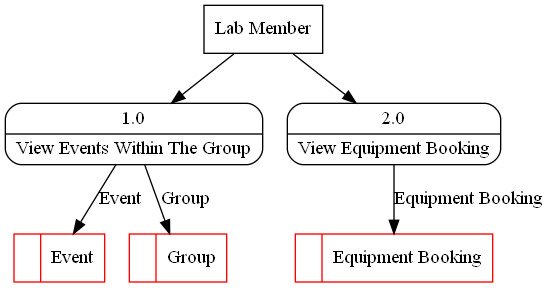 Lab Member
1.0
View Events Within The Group
2.0
View Equipment Booking
Event
Group
Equipment Booking
Event
Group
Equipment Booking